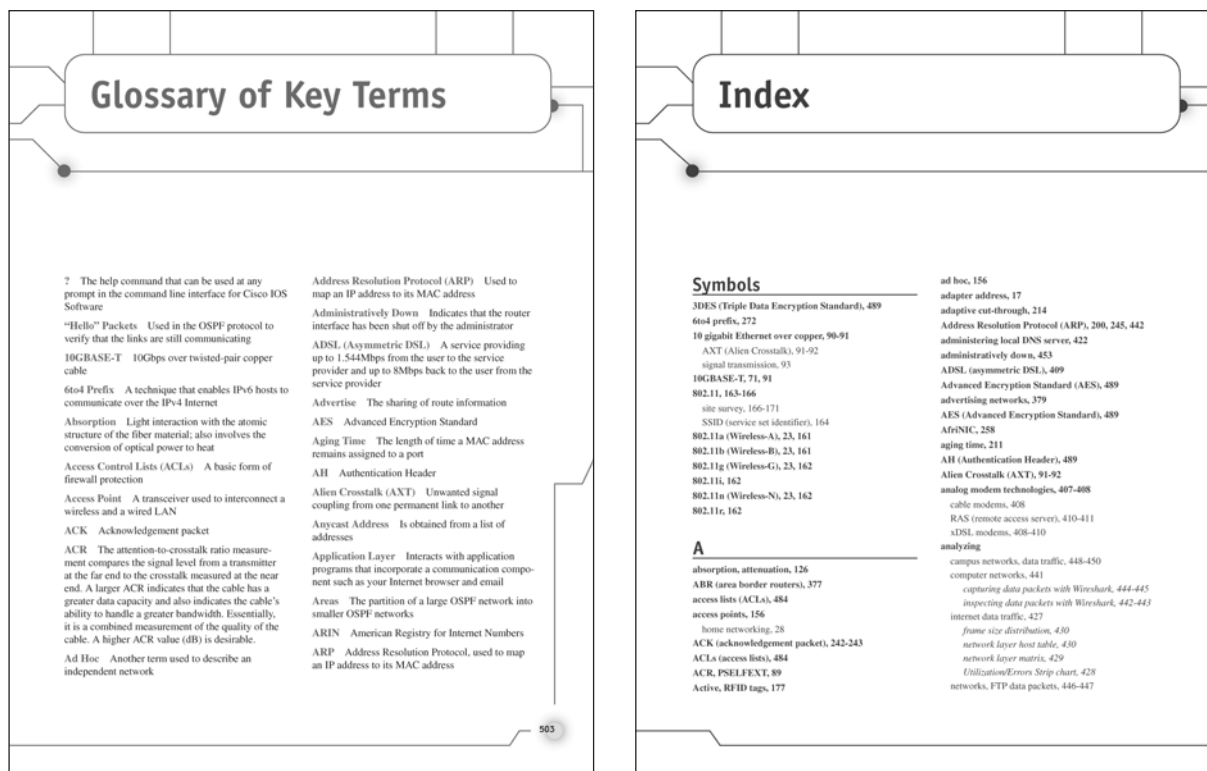 Glossary of Key Terms
? The help command that can be used at any
prompt in the command line interface for Cisco IOS
Software
“Hello” Packets Used in the OSPF protocol to
verify that the links are still communicating
10GBASE-T 10Gbps over twisted-pair copper
cable
6to4 Prefix A technique that enables IPv6 hosts to
communicate over the IPv4 Internet
Absorption Light interaction with the atomic
structure of the fiber material; also involves the
conversion of optical power to heat
Access Control Lists (ACLs) A basic form of
firewall protection
Access Point A transceiver used to interconnect a
wireless and a wired LAN
ACK Acknowledgement packet
ACR The attention-to-crosstalk ratio measure-
ment compares the signal level from a transmitter
at the far end to the crosstalk measured at the near
end. A larger ACR indicates that the cable has a
greater data capacity and also indicates the cable’s
ability to handle a greater bandwidth. Essentially,
it is a combined measurement of the quality of the
cable. A higher ACR value (dB) is desirable.
Ad Hoc Another term used to describe an
independent network
Address Resolution Protocol (ARP) Used to
map an IP address to its MAC address
Administratively Down Indicates that the router
interface has been shut off by the administrator
ADSL (Asymmetric DSL) A service providing
up to 1.544Mbps from the user to the service
provider and up to 8Mbps back to the user from the
service provider
Advertise The sharing of route information
AES Advanced Encryption Standard
Aging Time The length of time a MAC address
remains assigned to a port
AH Authentication Header
Alien Crosstalk (AXT) Unwanted signal
coupling from one permanent link to another
Anycast Address Is obtained from a list of
addresses
Application Layer Interacts with application
programs that incorporate a communication compo-
nent such as your Internet browser and email
Areas The partition of a large OSPF network into
smaller OSPF networks
ARIN American Registry for Internet Numbers
ARP Address Resolution Protocol, used to map
an IP address to its MAC address
503
Index
Symbols
3DES (Triple Data Encryption Standard), 489
6to4 prefix, 272
10 gigabit Ethernet over copper, 90-91
AXT (Alien Crosstalk), 91-92
signal transmission, 93
10GBASE-T, 71, 91
802.11, 163-166
site survey, 166-171
SSID (service set identifier), 164
802.11a (Wireless-A), 23, 161
802.11b (Wireless-B), 23, 161
802.11g (Wireless-G), 23, 162
802.11i, 162
802.11n (Wireless-N), 23, 162
802.11r, 162
A
absorption, attenuation, 126
ABR (area border routers), 377
access lists (ACLs), 484
access points, 156
home networking, 28
ACK (acknowledgement packet), 242-243
ACLs (access lists), 484
ACR, PSELFEXT, 89
Active, RFID tags, 177
ad hoc, 156
adapter address, 17
adaptive cut-through, 214
Address Resolution Protocol (ARP), 200, 245, 442
administering local DNS server, 422
administratively down, 453
ADSL (asymmetric DSL), 409
Advanced Encryption Standard (AES), 489
advertising networks, 379
AES (Advanced Encryption Standard), 489
AfriNIC, 258
aging time, 211
AH (Authentication Header), 489
Alien Crosstalk (AXT), 91-92
analog modem technologies, 407-408
cable modems, 408
RAS (remote access server), 410-411
xDSL modems, 408-410
analyzing
campus networks, data traffic, 448-450
computer networks, 441
capturing data packets with Wireshark, 444-445
inspecting data packets with Wireshark, 442-443
internet data traffic, 427
frame size distribution, 430
network layer host table, 430
network layer matrix, 429
Utilization/Errors Strip chart, 428
networks, FTP data packets, 446-447